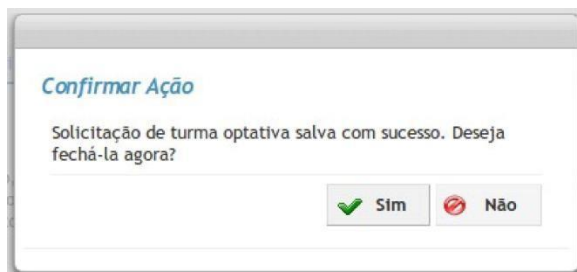 Confirmar Ação
Solicitação de turma optativa salva com sucesso. Deseja
fechá-la agora?
Sim Não